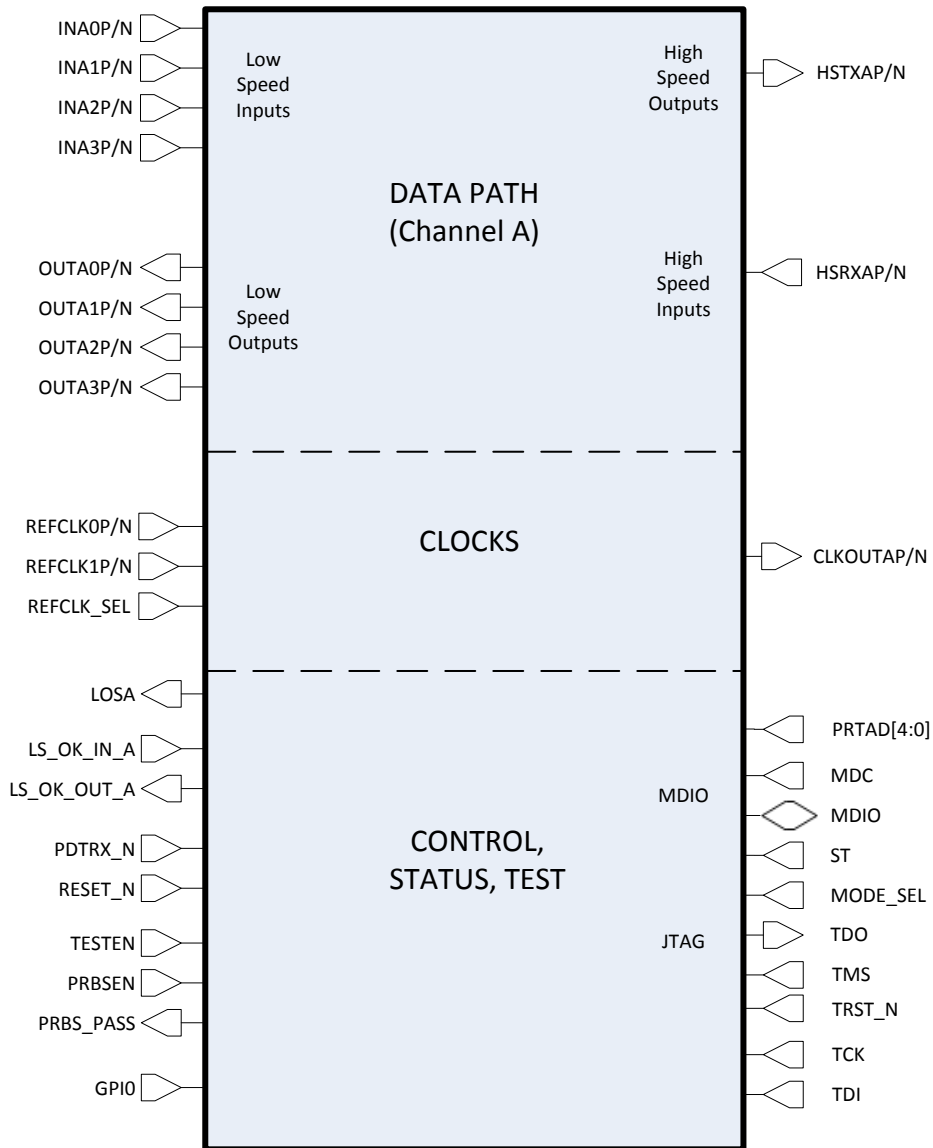 INA0P/N
INA1P/N
INA2P/N
INA3P/N
Low
Speed
Inputs
High
Speed
Outputs
HSTXAP/N
DATA PATH
(Channel A)
OUTA0P/N
OUTA1P/N
OUTA2P/N
OUTA3P/N
Low
Speed
Outputs
High
Speed
Inputs
HSRXAP/N
REFCLK0P/N
REFCLK1P/N
REFCLK_SEL
CLOCKS
CLKOUTAP/N
LOSA
LS_OK_IN_A
LS_OK_OUT_A
PDTRX_N
RESET_N
TESTEN
PRBSEN
PRBS_PASS
GPI0
CONTROL,
STATUS, TEST
MDIO
JTAG
PRTAD[4:0]
MDC
MDIO
ST
MODE_SEL
TDO
TMS
TRST_N
TCK
TDI